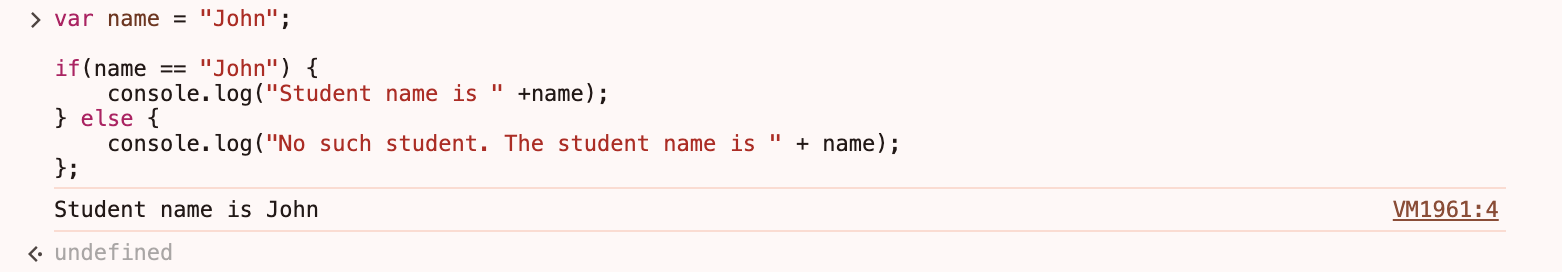 var name = "John";
if(name == "John") {
console.log("Student name is " +name);
} else {
console.log("No such student. The student name is " + name);
};
Student name is John VM1961:4
undefined